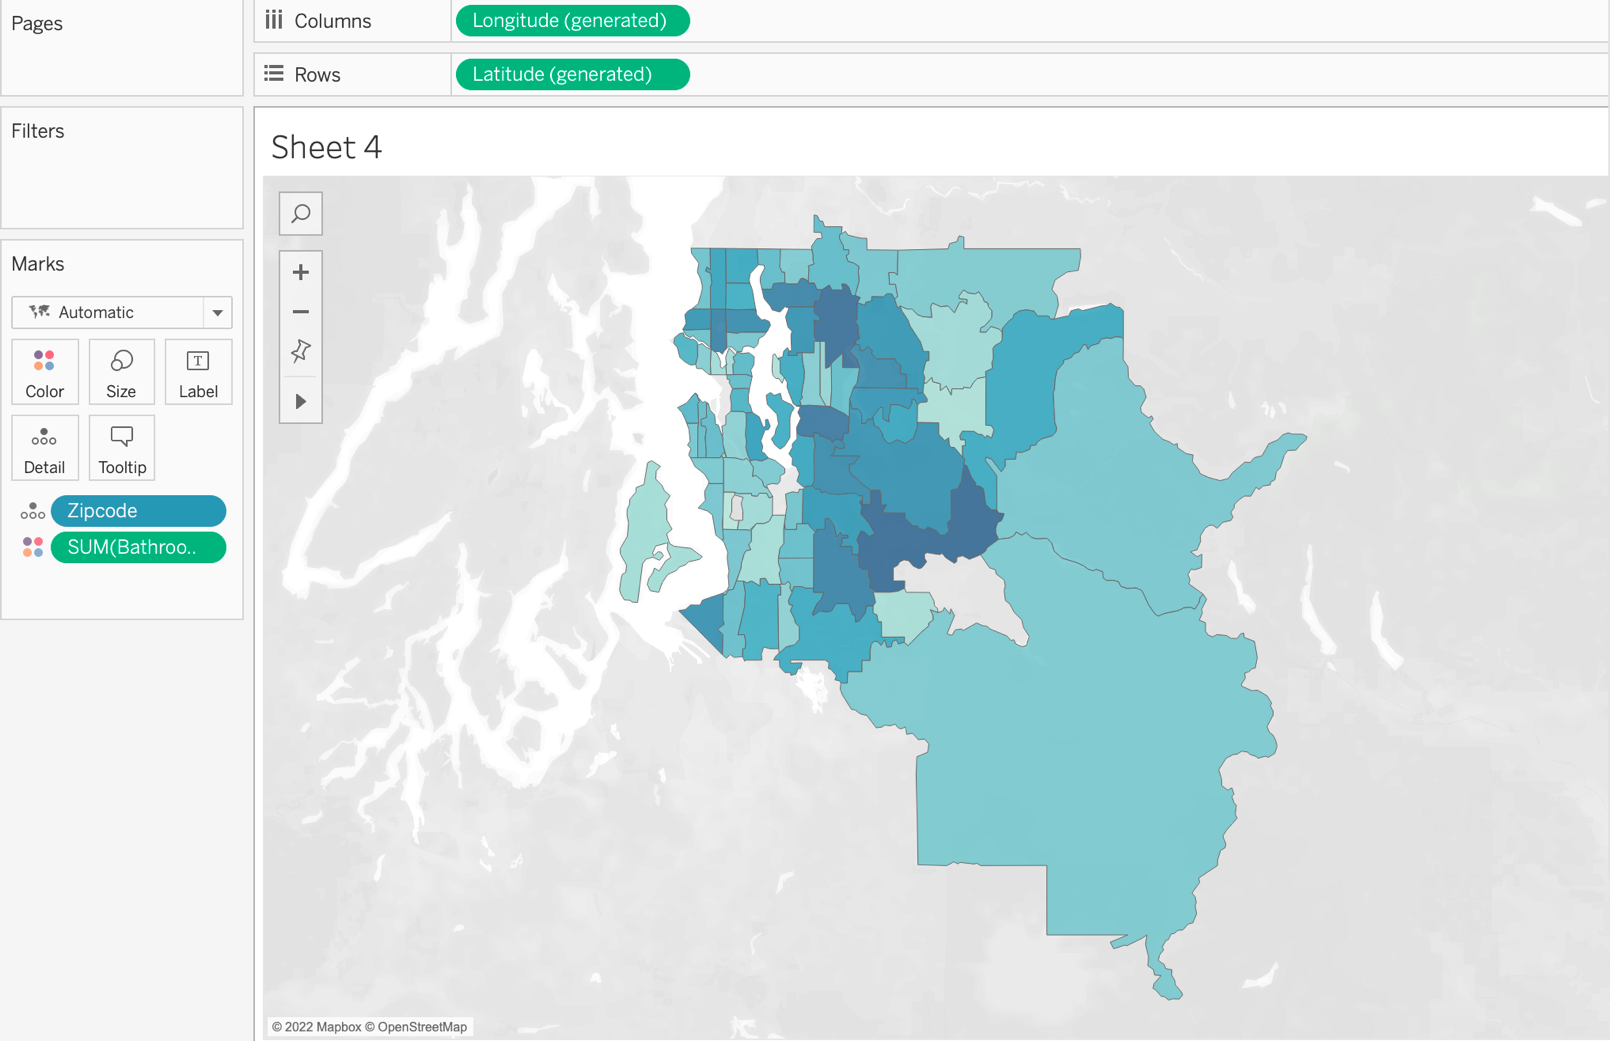 Pages
Columns
Longitude (generated)
Rows
Latitude (generated)
Filters
Sheet 4
Marks
Automatic
Color
Size
T
Label
Detail
Tooltip
Zipcode
SUM(Bathroo..
© 2022 Mapbox © OpenStreetMap